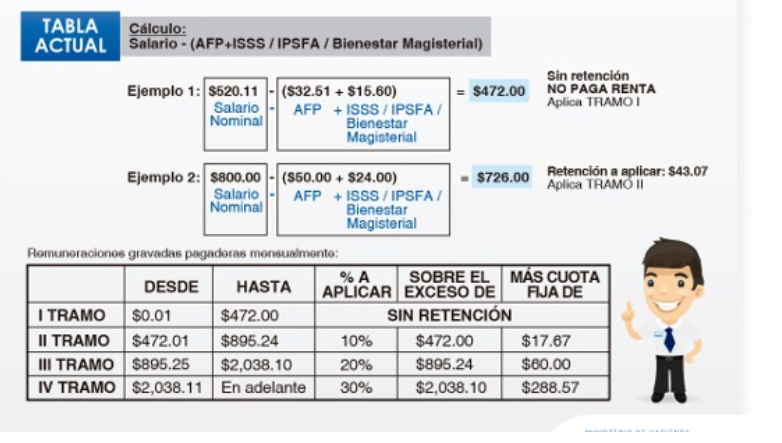 TABLA
ACTUAL
Cálculo:
Salario - (AFP+ISSS / IPSFA / Bienestar Magisterial)
Ejemplo 1: $520.11 - ($32.51 + $15.60) = $472.00
Salario - AFP + ISSS / IPSFA /
Nominal Bienestar
Magisterial
Sin retención
NO PAGA RENTA
Aplica TRAMO I
Ejemplo 2: $800.00 - ($50.00 + $24.00) = $726.00
Salario - AFP + ISSS / IPSFA /
Nominal Bienestar
Magisterial
Retención a aplicar: $43.07
Aplica TRAMO II
Remuneraciones gravadas pagaderas mensualmente:
DESDE HASTA % A APLICAR SOBRE EL EXCESO DE MÁS CUOTA FIJA DE
I TRAMO $0.01 $472.00 SIN RETENCIÓN
II TRAMO $472.01 $895.24 10% $472.00 $17.67
III TRAMO $895.25 $2,038.10 20% $895.24 $60.00
IV TRAMO $2,038.11 En adelante 30% $2,038.10 $288.57